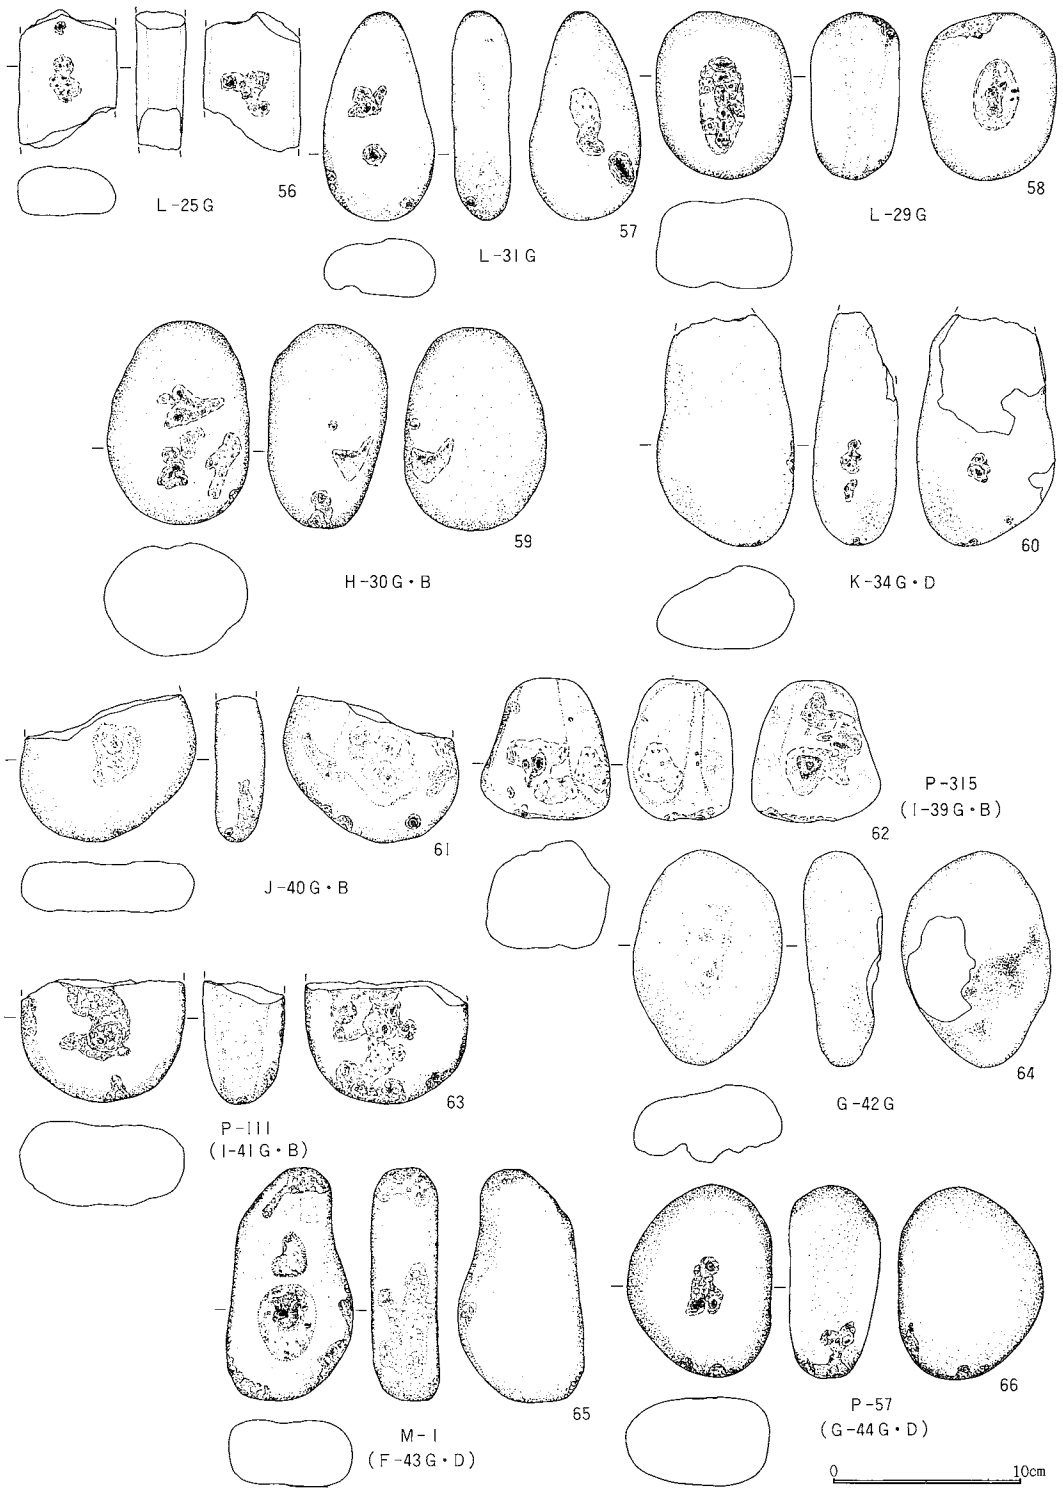 56
L-25G
57
L-31G
58
L-29G
59
H-30G・B
60
K-34G・D
61
J-40G・B
62
P-315
(I-39G・B)
63
P-111
(I-41G・B)
64
G-42G
65
M-1
(F-43G・D)
66
P-57
(G-44G・D)
0 10cm